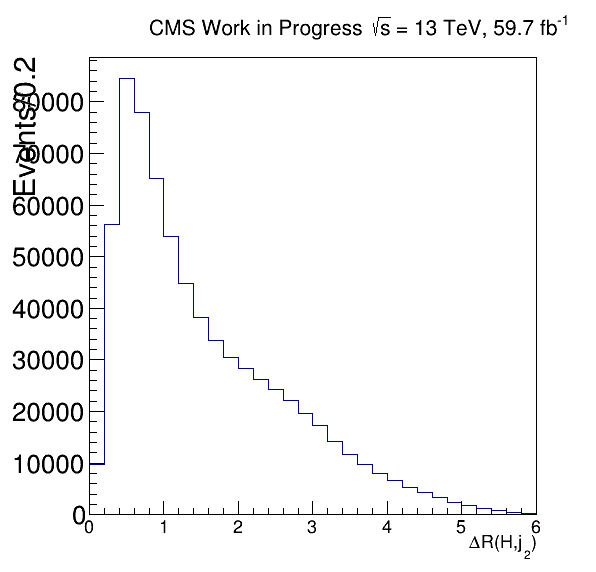 CMS Work in Progress √s = 13 TeV, 59.7 fb⁻¹
Events/0.2
80000
70000
60000
50000
40000
30000
20000
10000
0
0 1 2 3 4 5 6
ΔR(H,j₂)